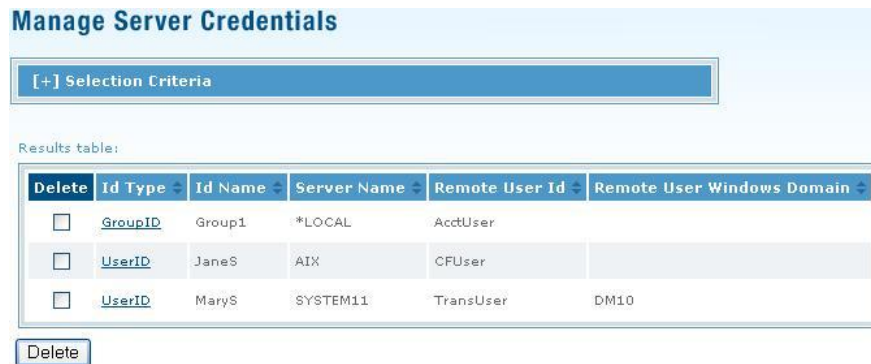 Manage Server Credentials
[+] Selection Criteria
Results table:
Delete Id Type Id Name Server Name Remote User Id Remote User Windows Domain
GroupID Group1 *LOCAL AcctUser
UserID JaneS AIX CFUser
UserID MaryS SYSTEM11 TransUser DM10
Delete